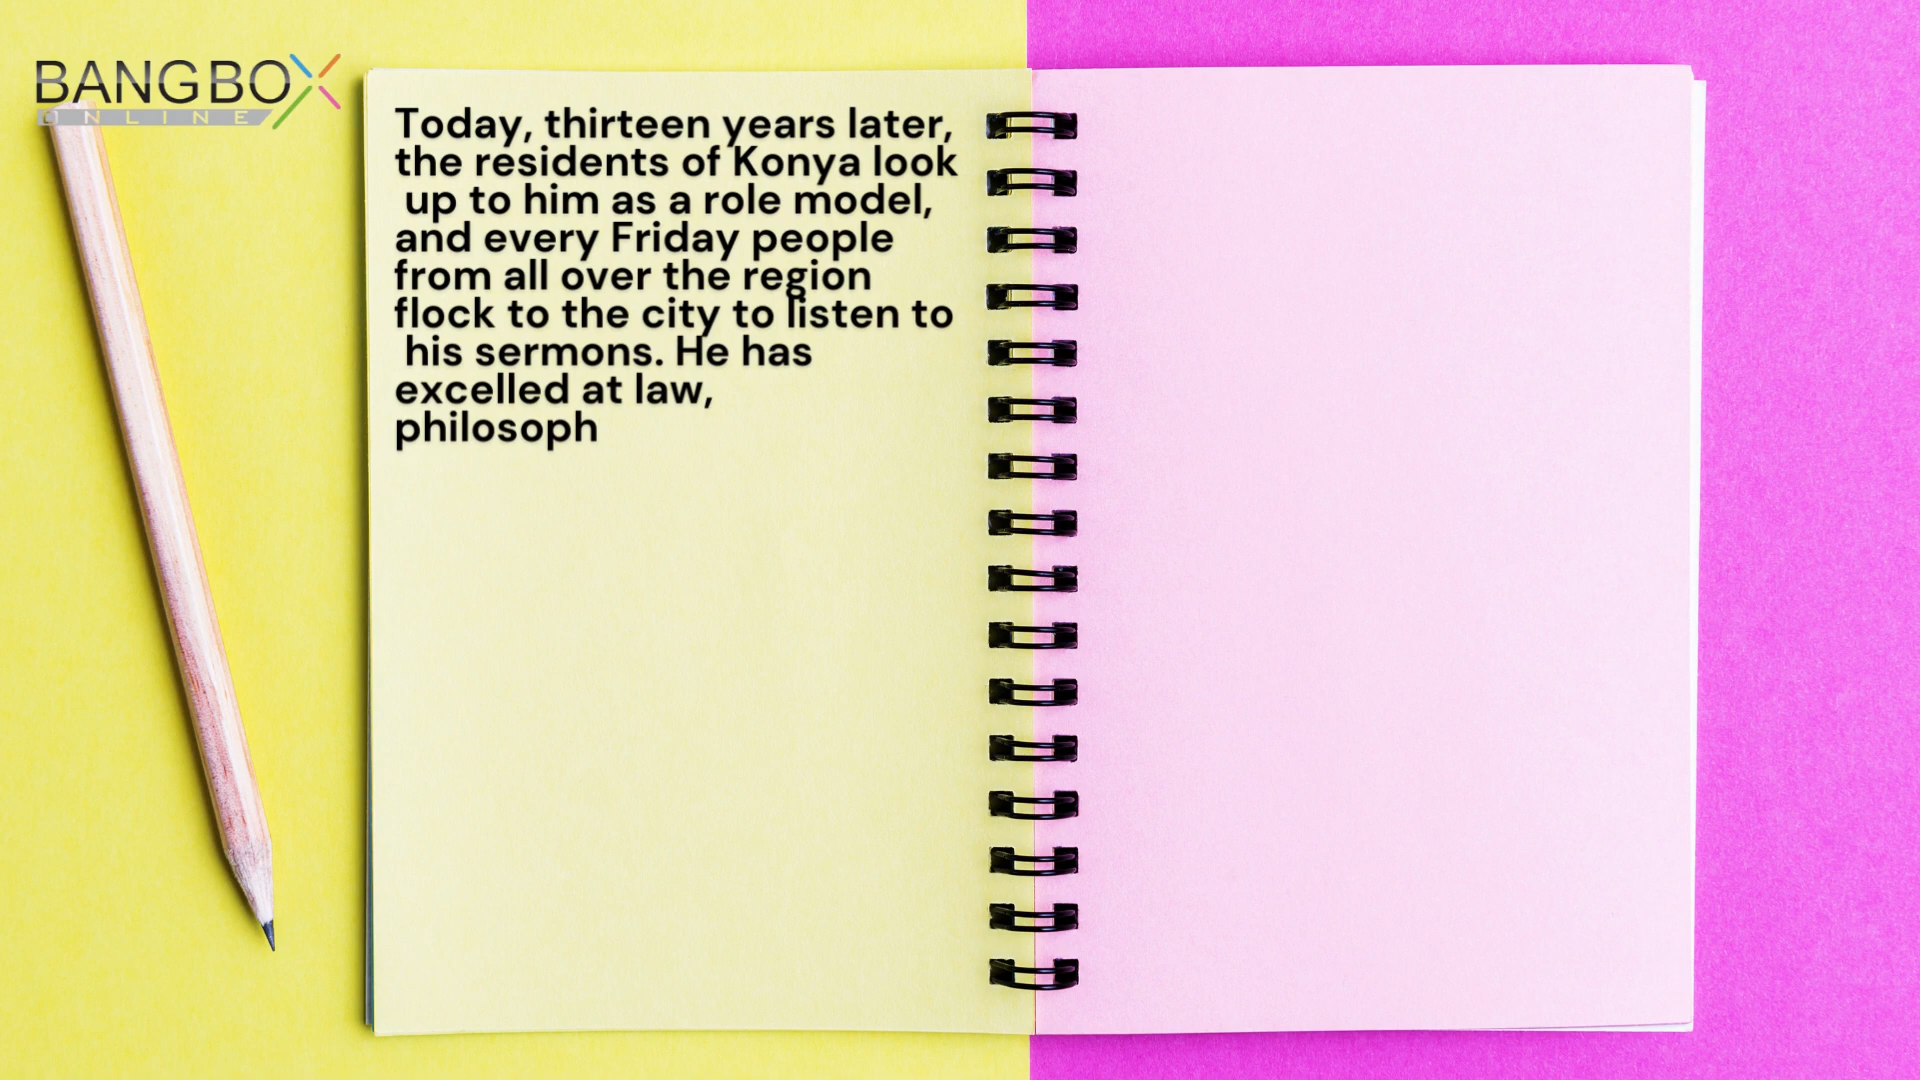 BANGBOX
ONLINE
Today, thirteen years later,
the residents of Konya look
up to him as a role model,
and every Friday people
from all over the region
flock to the city to listen to
his sermons. He has
excelled at law,
philosoph